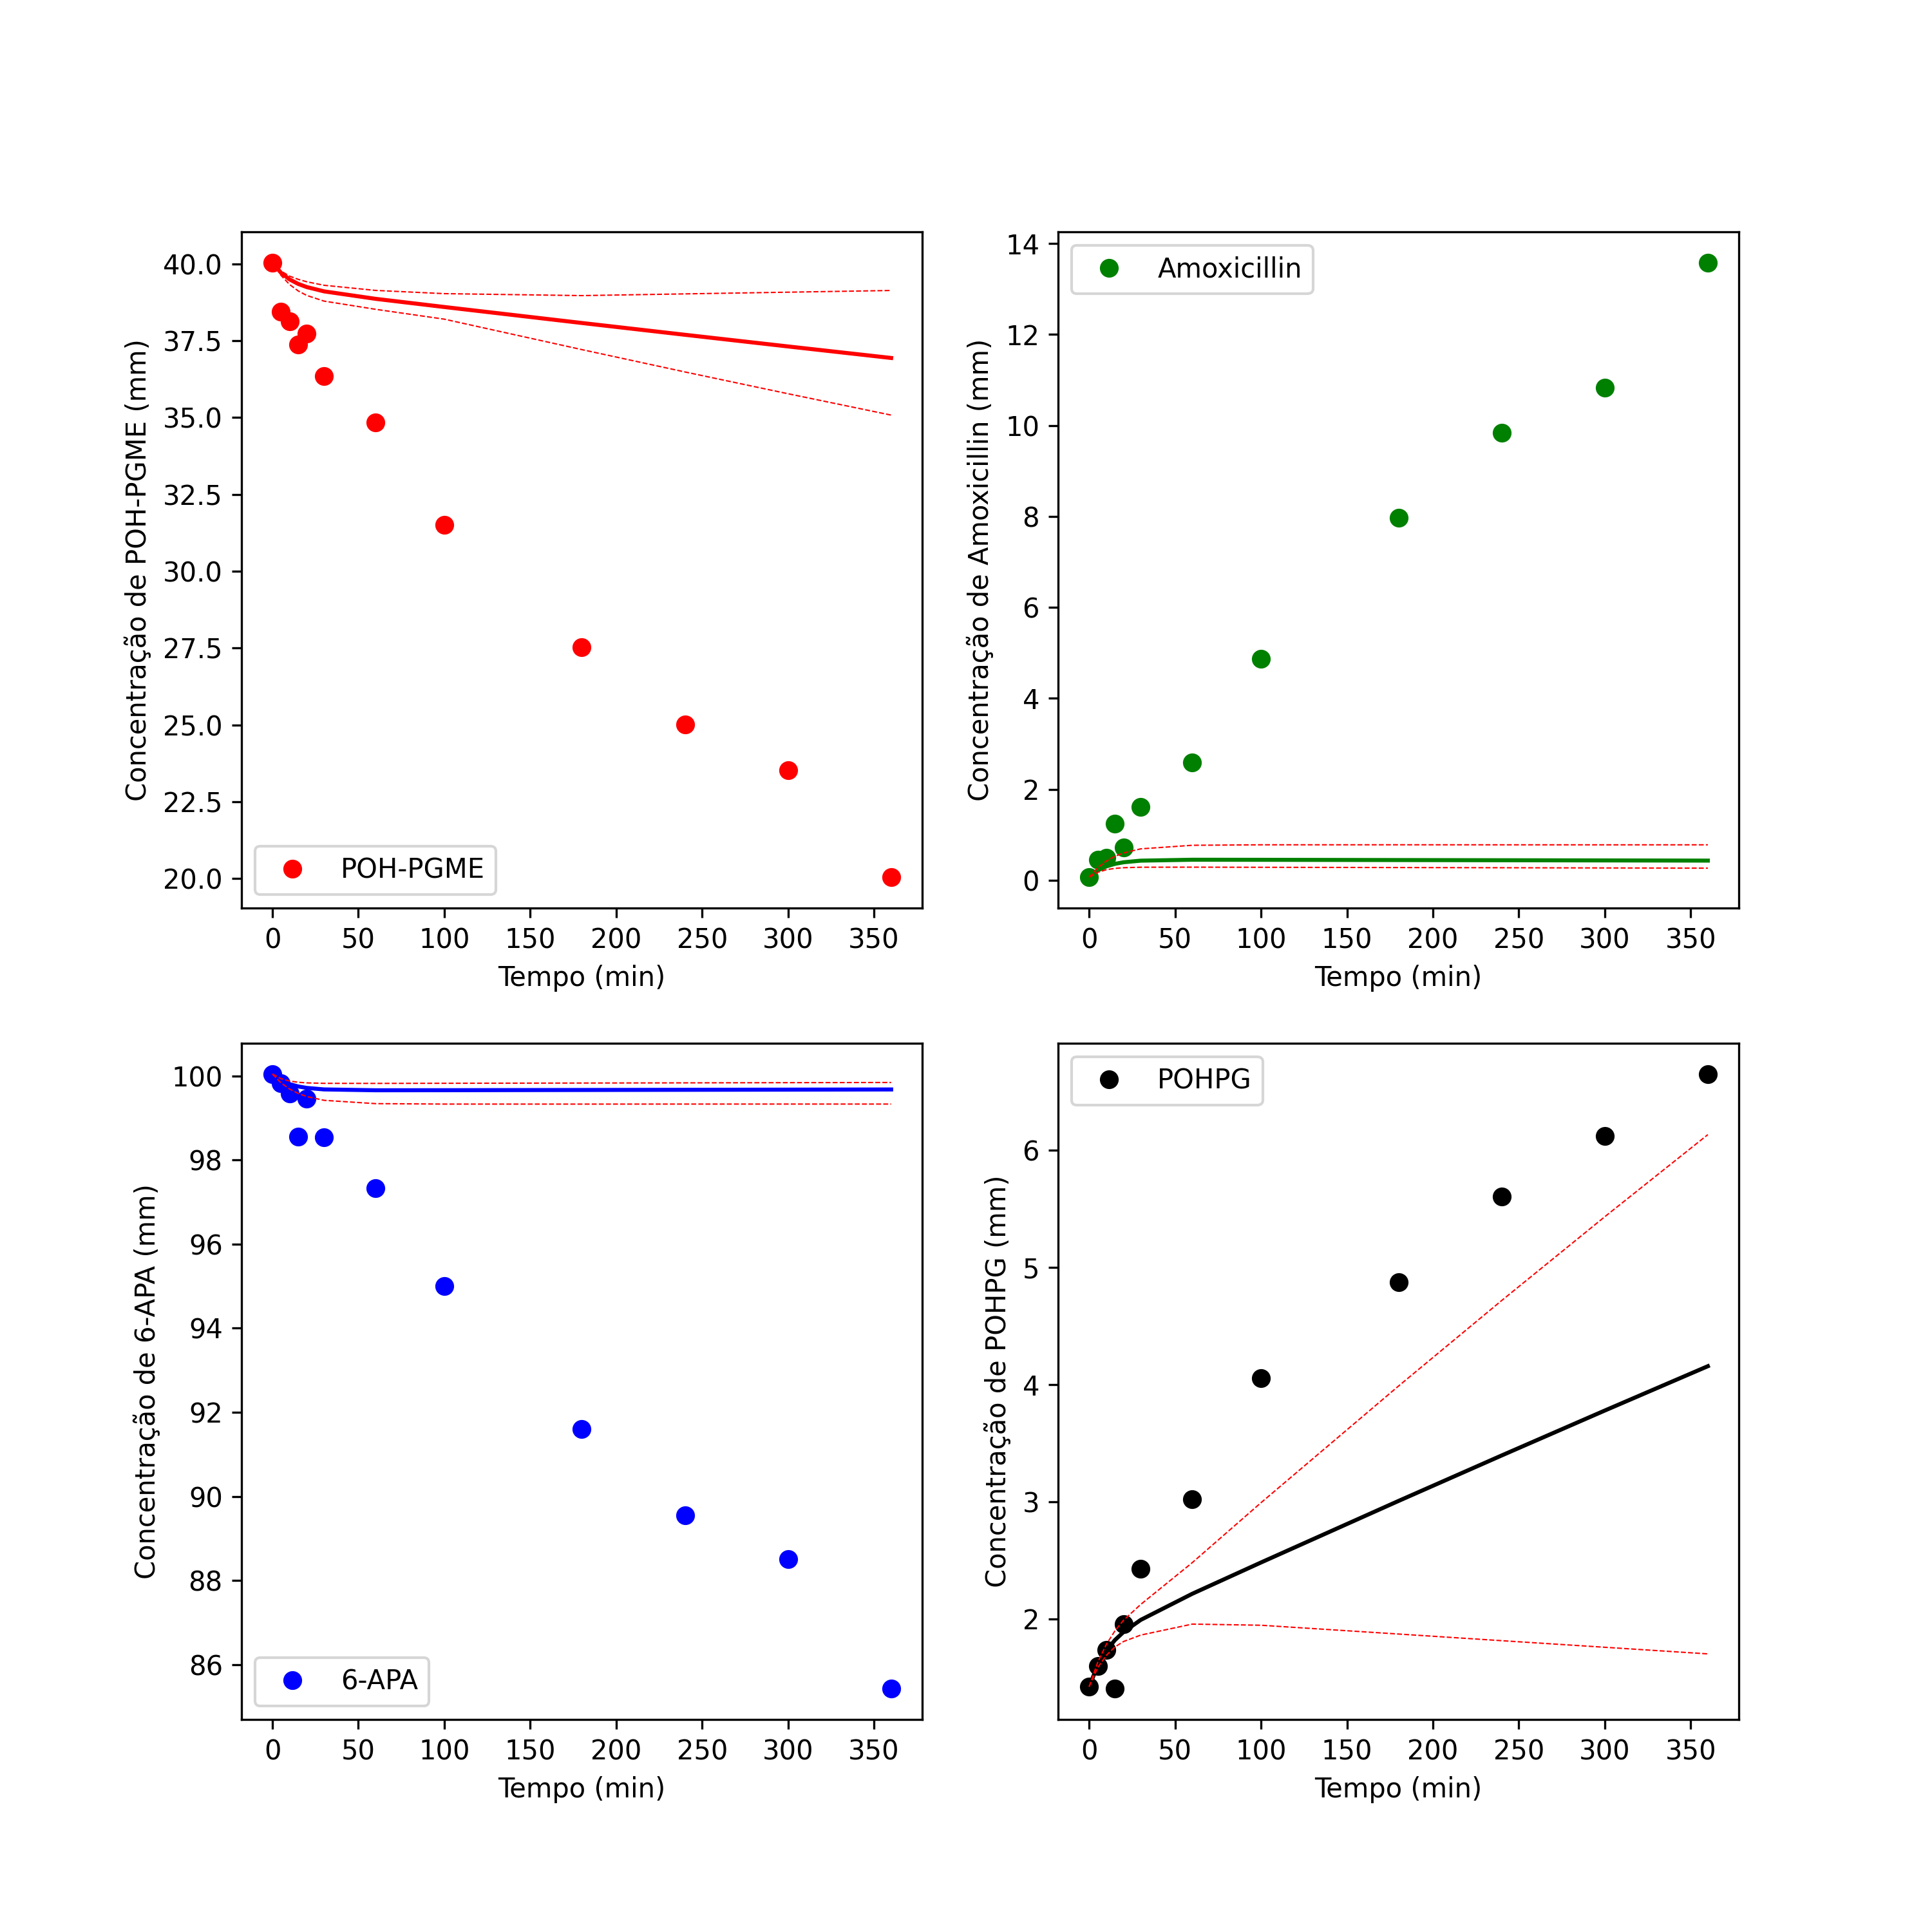 Concentração de POH-PGME (mm)
40.0
37.5
35.0
32.5
30.0
27.5
25.0
22.5
20.0
POH-PGME
0 50 100 150 200 250 300 350
Tempo (min)
Concentração de Amoxicillin (mm)
14
12
10
8
6
4
2
0
Amoxicillin
0 50 100 150 200 250 300 350
Tempo (min)
Concentração de 6-APA (mm)
100
98
96
94
92
90
88
86
6-APA
0 50 100 150 200 250 300 350
Tempo (min)
Concentração de POHPG (mm)
6
5
4
3
2
POHPG
0 50 100 150 200 250 300 350
Tempo (min)